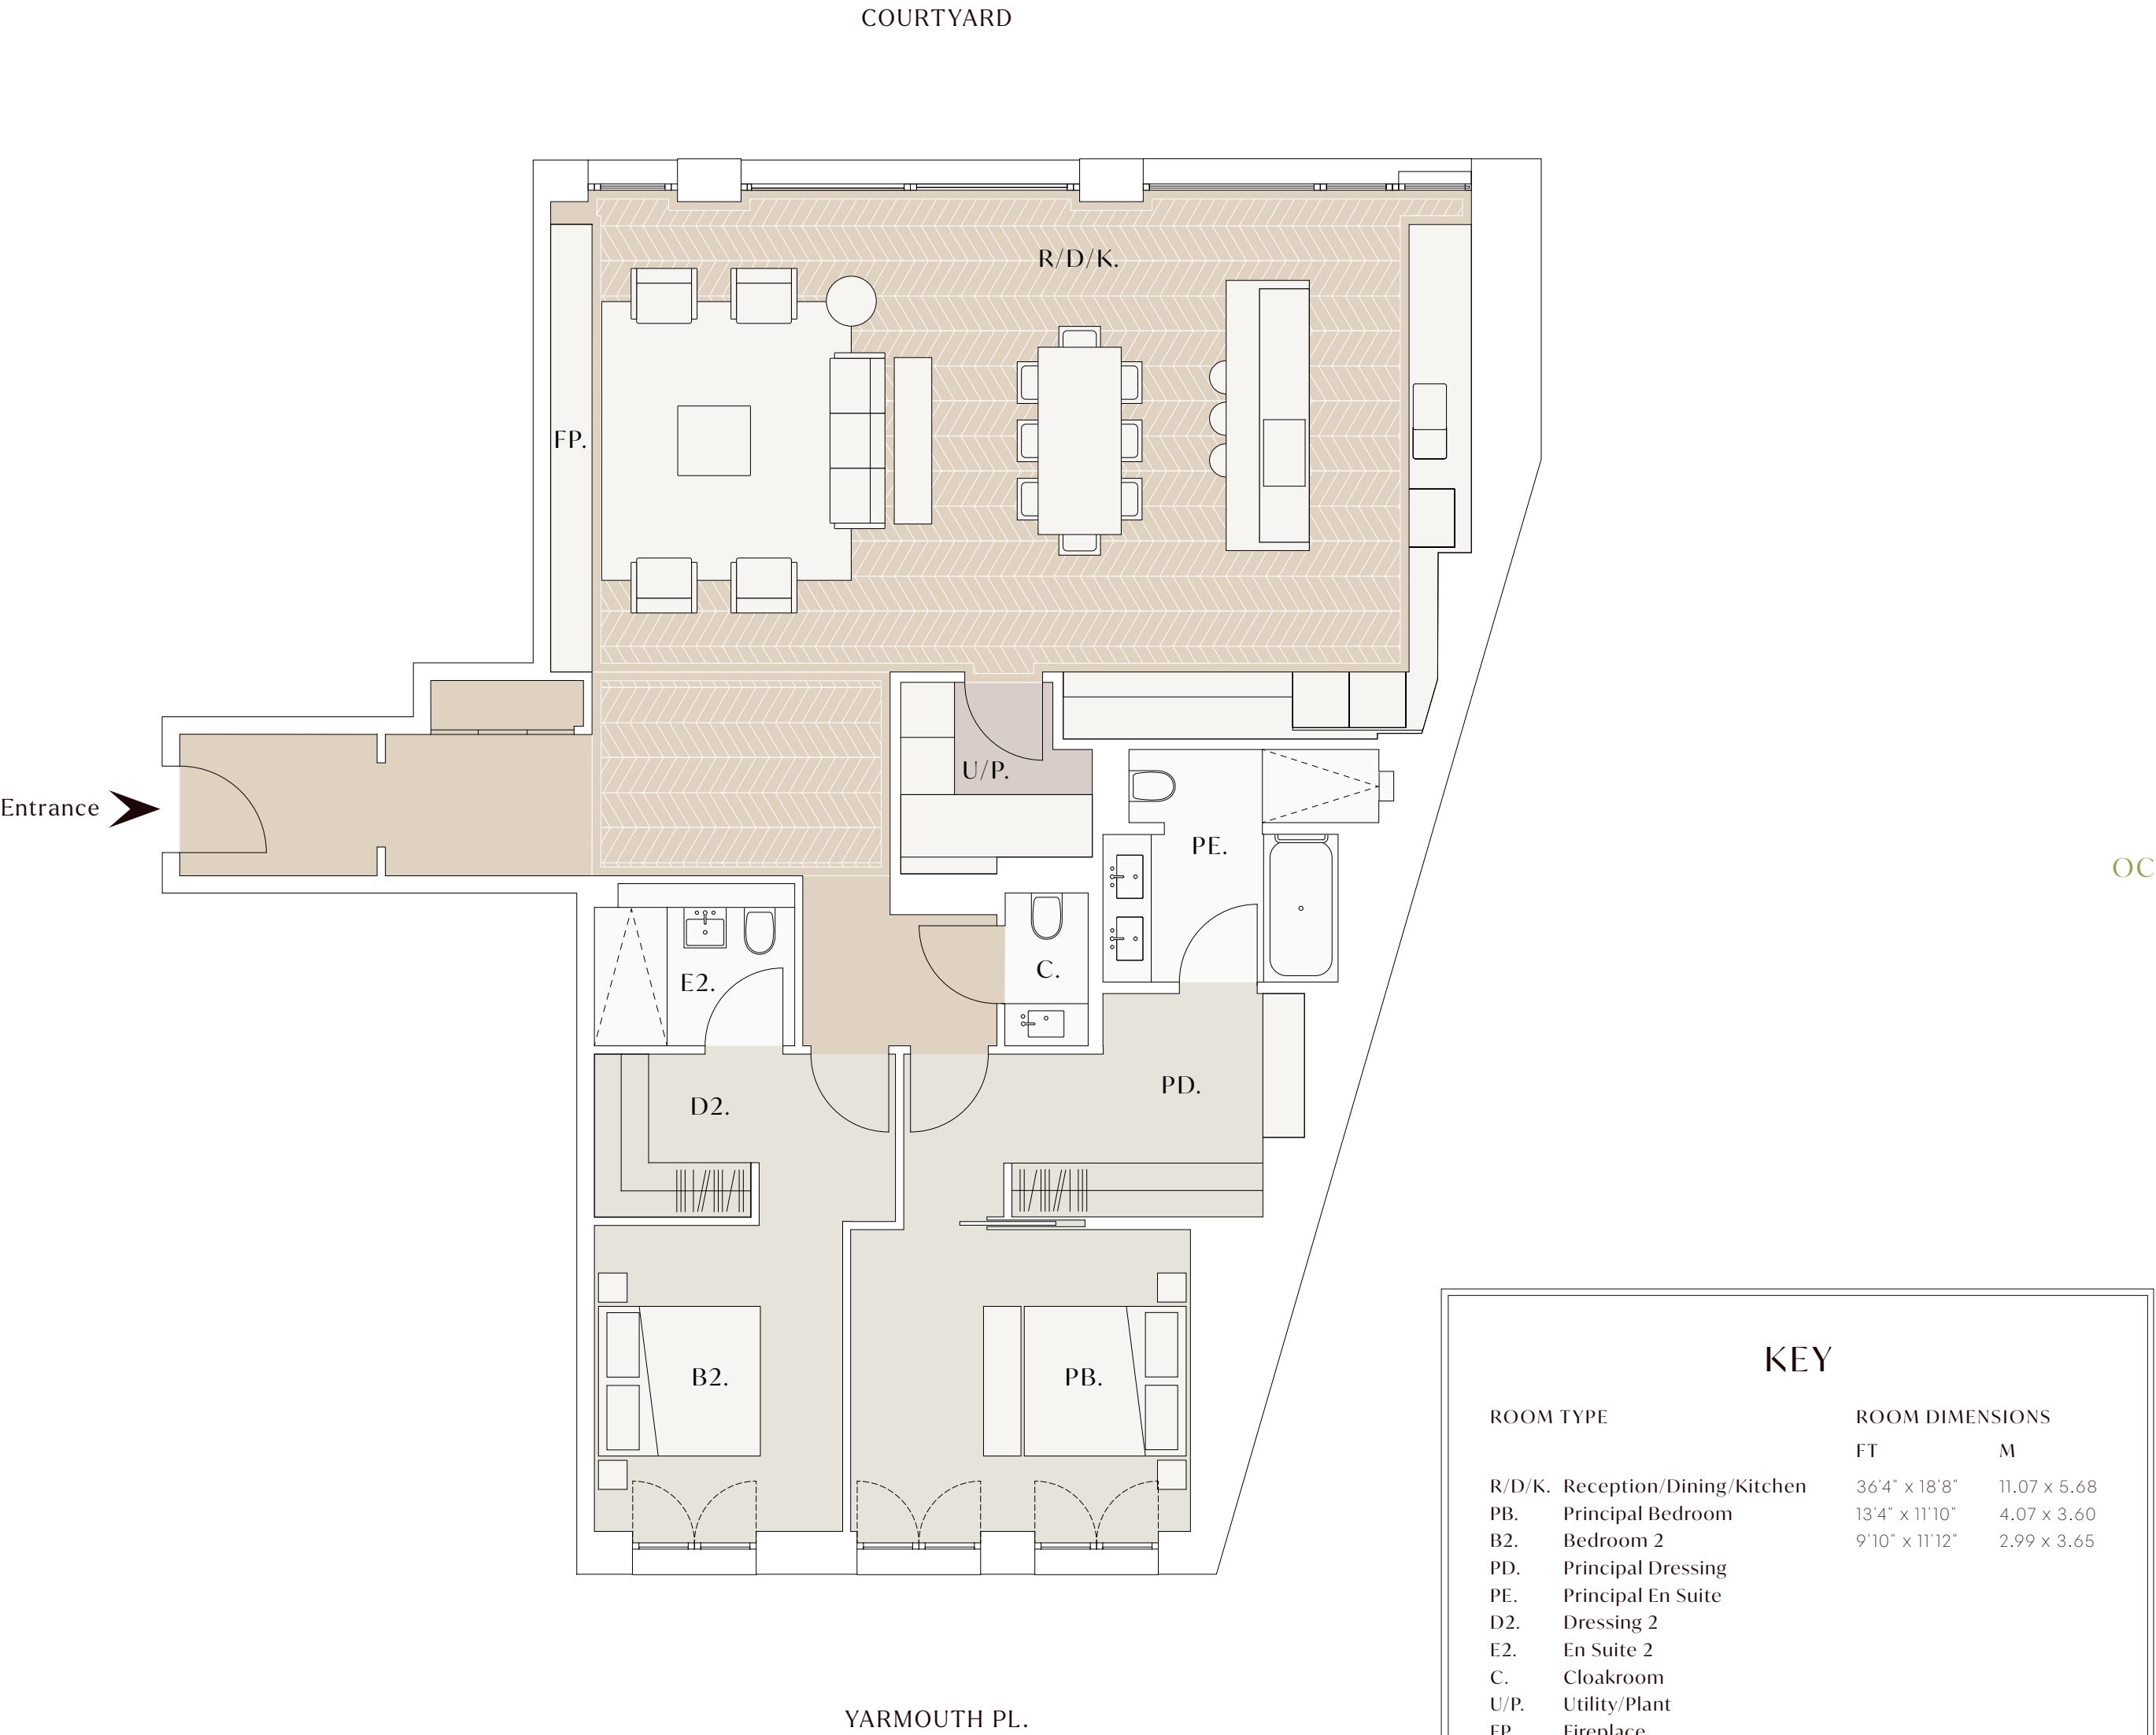 COURTYARD
R/D/K.
FP.
U/P.
Entrance
PE.
OC
C.
E2.
PD.
D2.
B2.
PB.
KEY
ROOM TYPE ROOM DIMENSIONS
FT M
R/D/K. Reception/Dining/Kitchen 36'4" x 18'8" 11.07 x 5.68
PB. Principal Bedroom 13'4" x 11'10" 4.07 x 3.60
B2. Bedroom 2 9'10" x 11'12" 2.99 x 3.65
PD. Principal Dressing
PE. Principal En Suite
D2. Dressing 2
E2. En Suite 2
C. Cloakroom
U/P. Utility/Plant
FP. Fireplace
YARMOUTH PL.